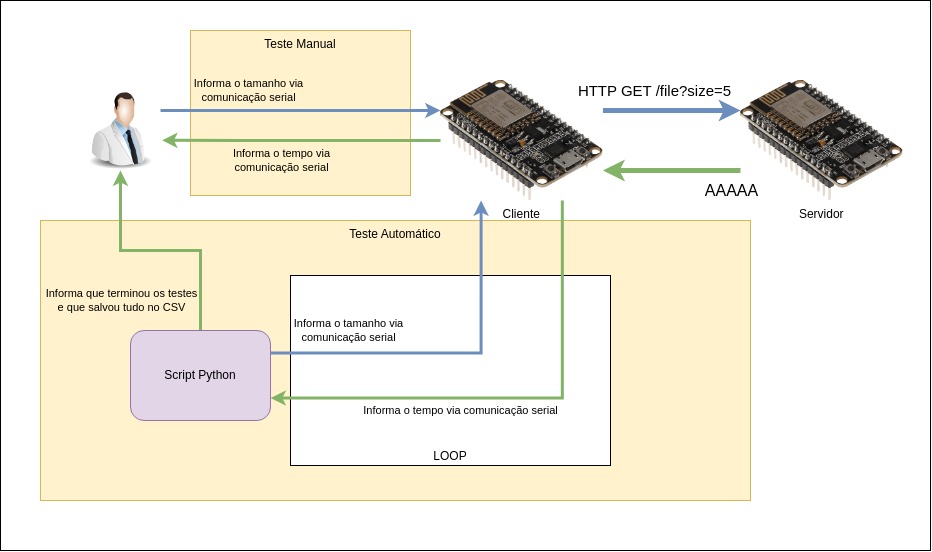 Teste Manual
Informa o tamanho via
comunicação serial
HTTP GET /file?size=5
Informa o tempo via
comunicação serial
AAAAA
Cliente
Servidor
Teste Automático
Informa que terminou os testes
e que salvou tudo no CSV
Informa o tamanho via
comunicação serial
Script Python
Informa o tempo via comunicação serial
LOOP